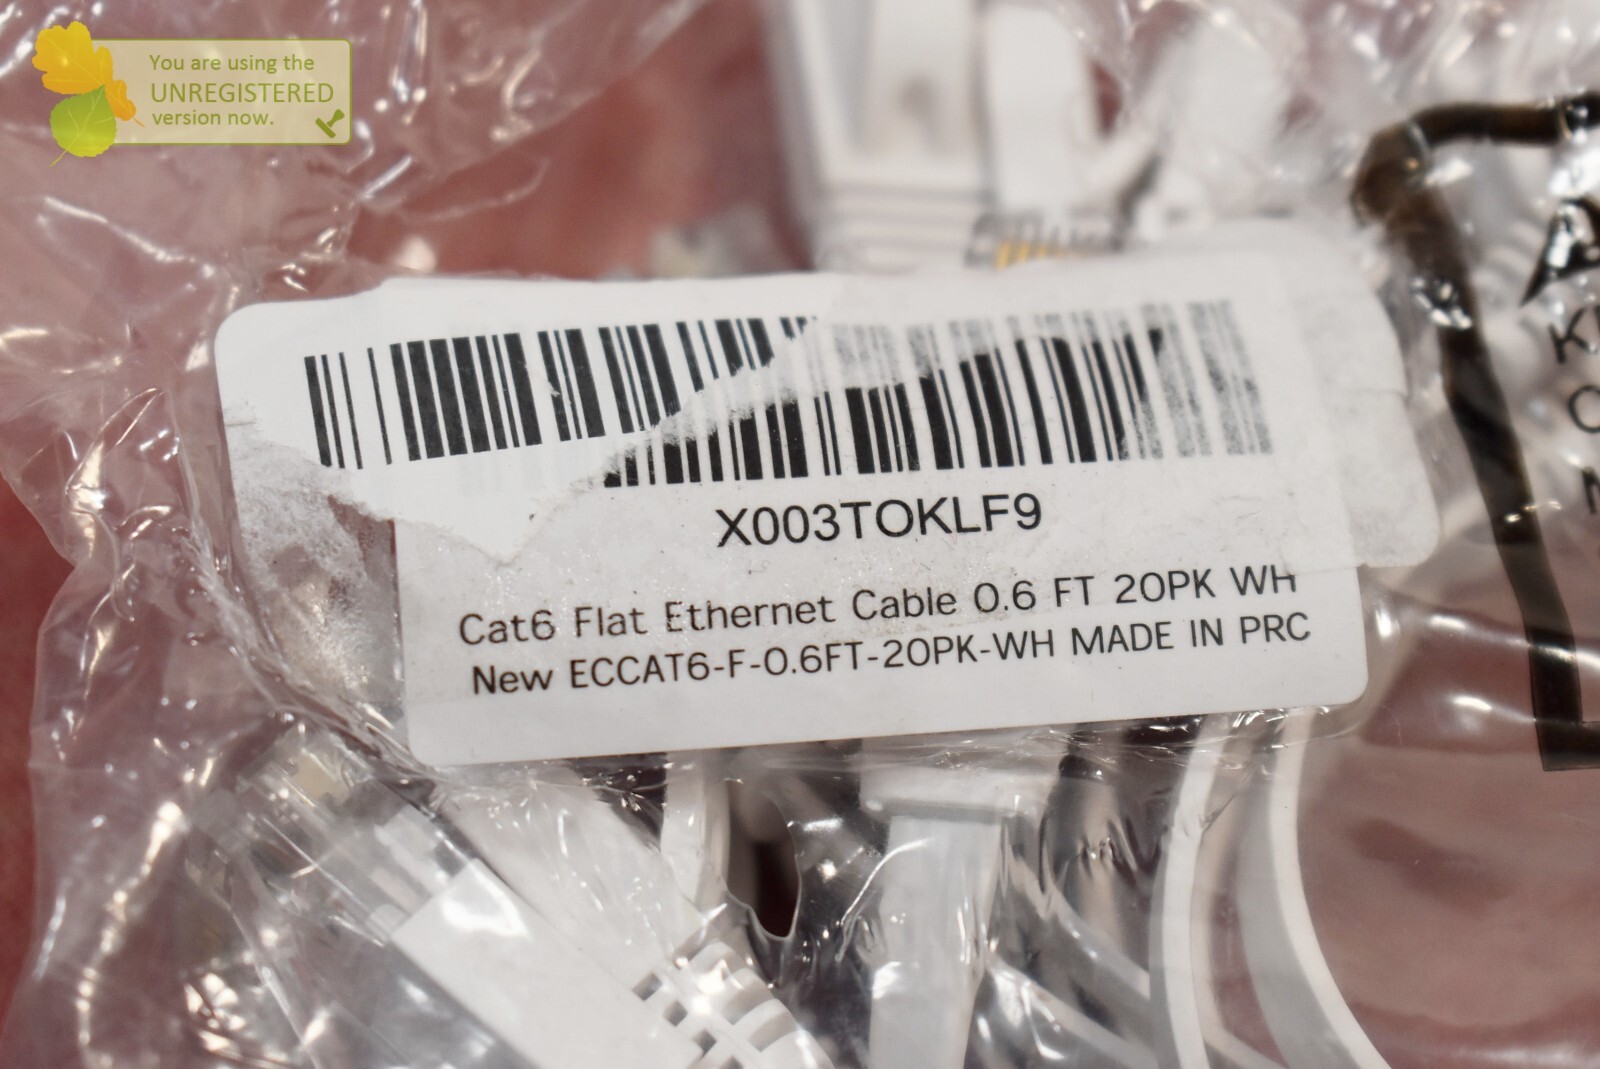 You are using the
UNREGISTERED
version now.
X003TOKLF9
Cat6 Flat Ethernet Cable 0.6 FT 20PK WH
New ECCAT6-F-0.6FT-20PK-WH MADE IN PRC